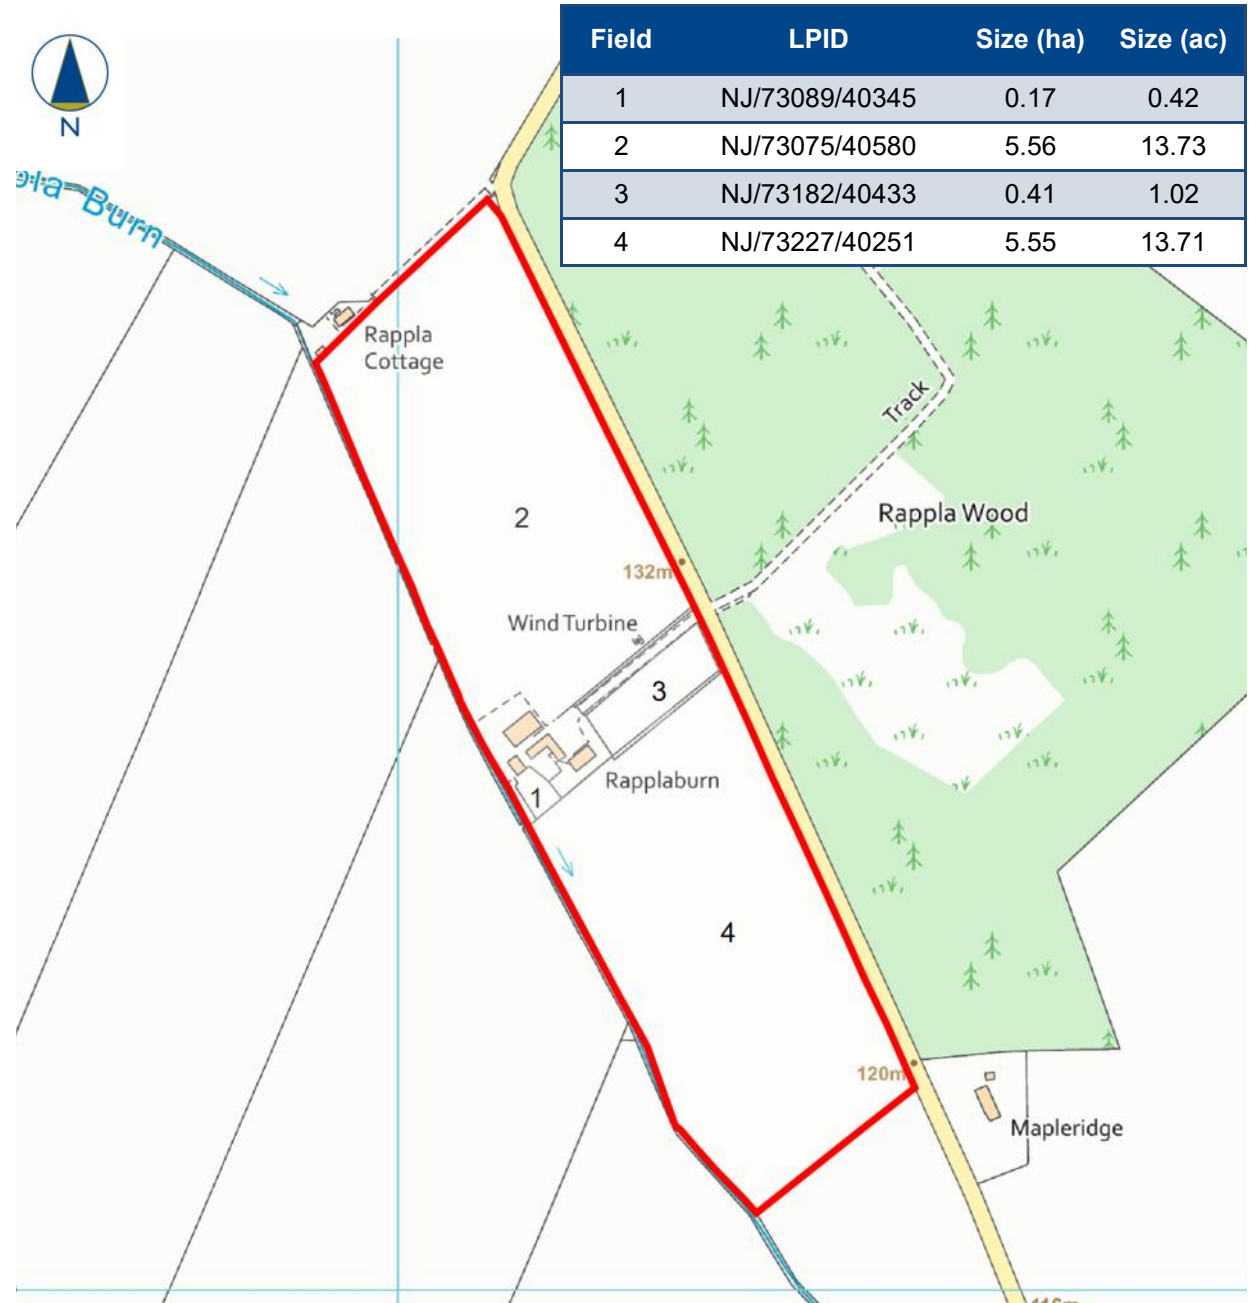 N
Field LPID Size (ha) Size (ac)
1 NJ/73089/40345 0.17 0.42
2 NJ/73075/40580 5.56 13.73
3 NJ/73182/40433 0.41 1.02
4 NJ/73227/40251 5.55 13.71
Burn
Rappla
Cottage
Track
2
Rappla Wood
132m
Wind Turbine
3
Rapplaburn
1
4
120m
Mapleridge